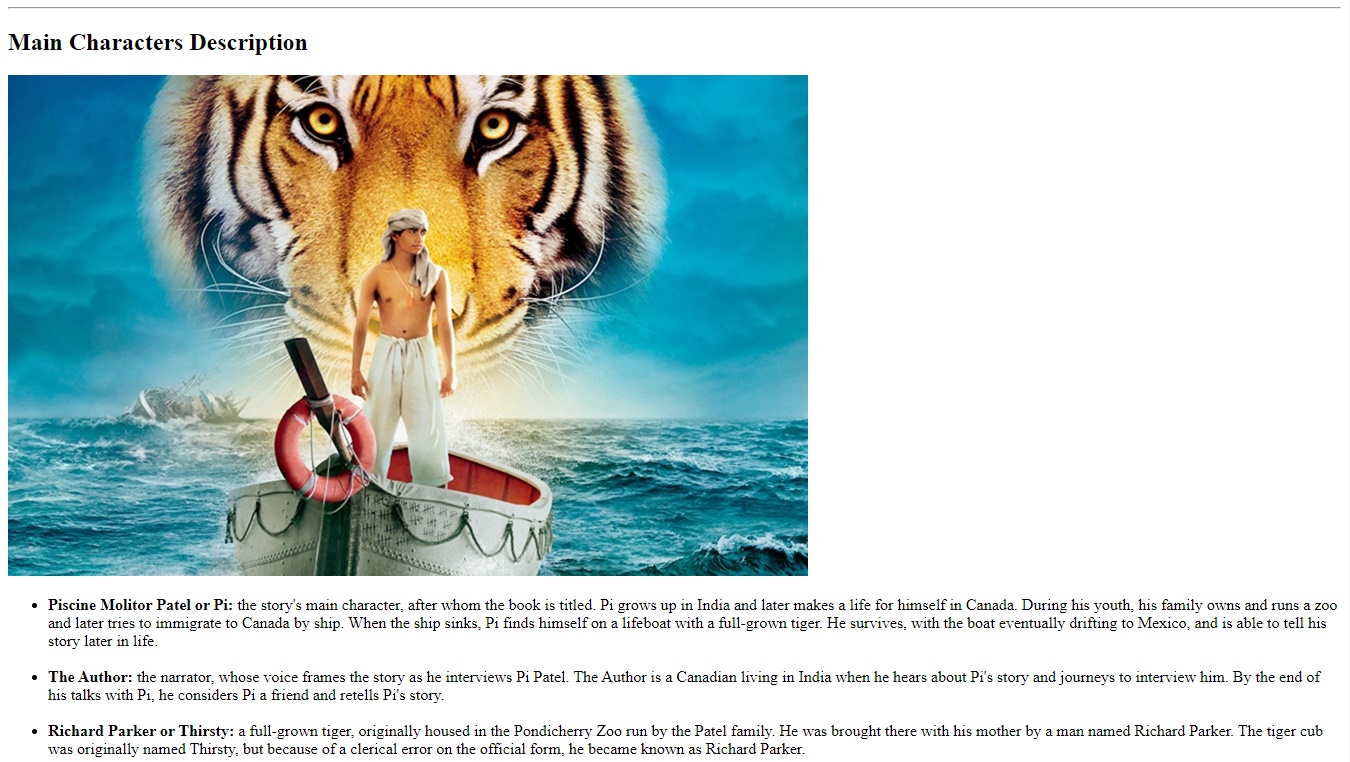 Main Characters Description
Piscine Molitor Patel or Pi: the story's main character, after whom the book is titled. Pi grows up in India and later makes a life for himself in Canada. During his youth, his family owns and runs a zoo
and later tries to immigrate to Canada by ship. When the ship sinks, Pi finds himself on a lifeboat with a full-grown tiger. He survives, with the boat eventually drifting to Mexico, and is able to tell his
story later in life.
The Author: the narrator, whose voice frames the story as he interviews Pi Patel. The Author is a Canadian living in India when he hears about Pi's story and journeys to interview him. By the end of
his talks with Pi, he considers Pi a friend and retells Pi's story.
Richard Parker or Thirsty: a full-grown tiger, originally housed in the Pondicherry Zoo run by the Patel family. He was brought there with his mother by a man named Richard Parker. The tiger cub
was originally named Thirsty, but because of a clerical error on the official form, he became known as Richard Parker.